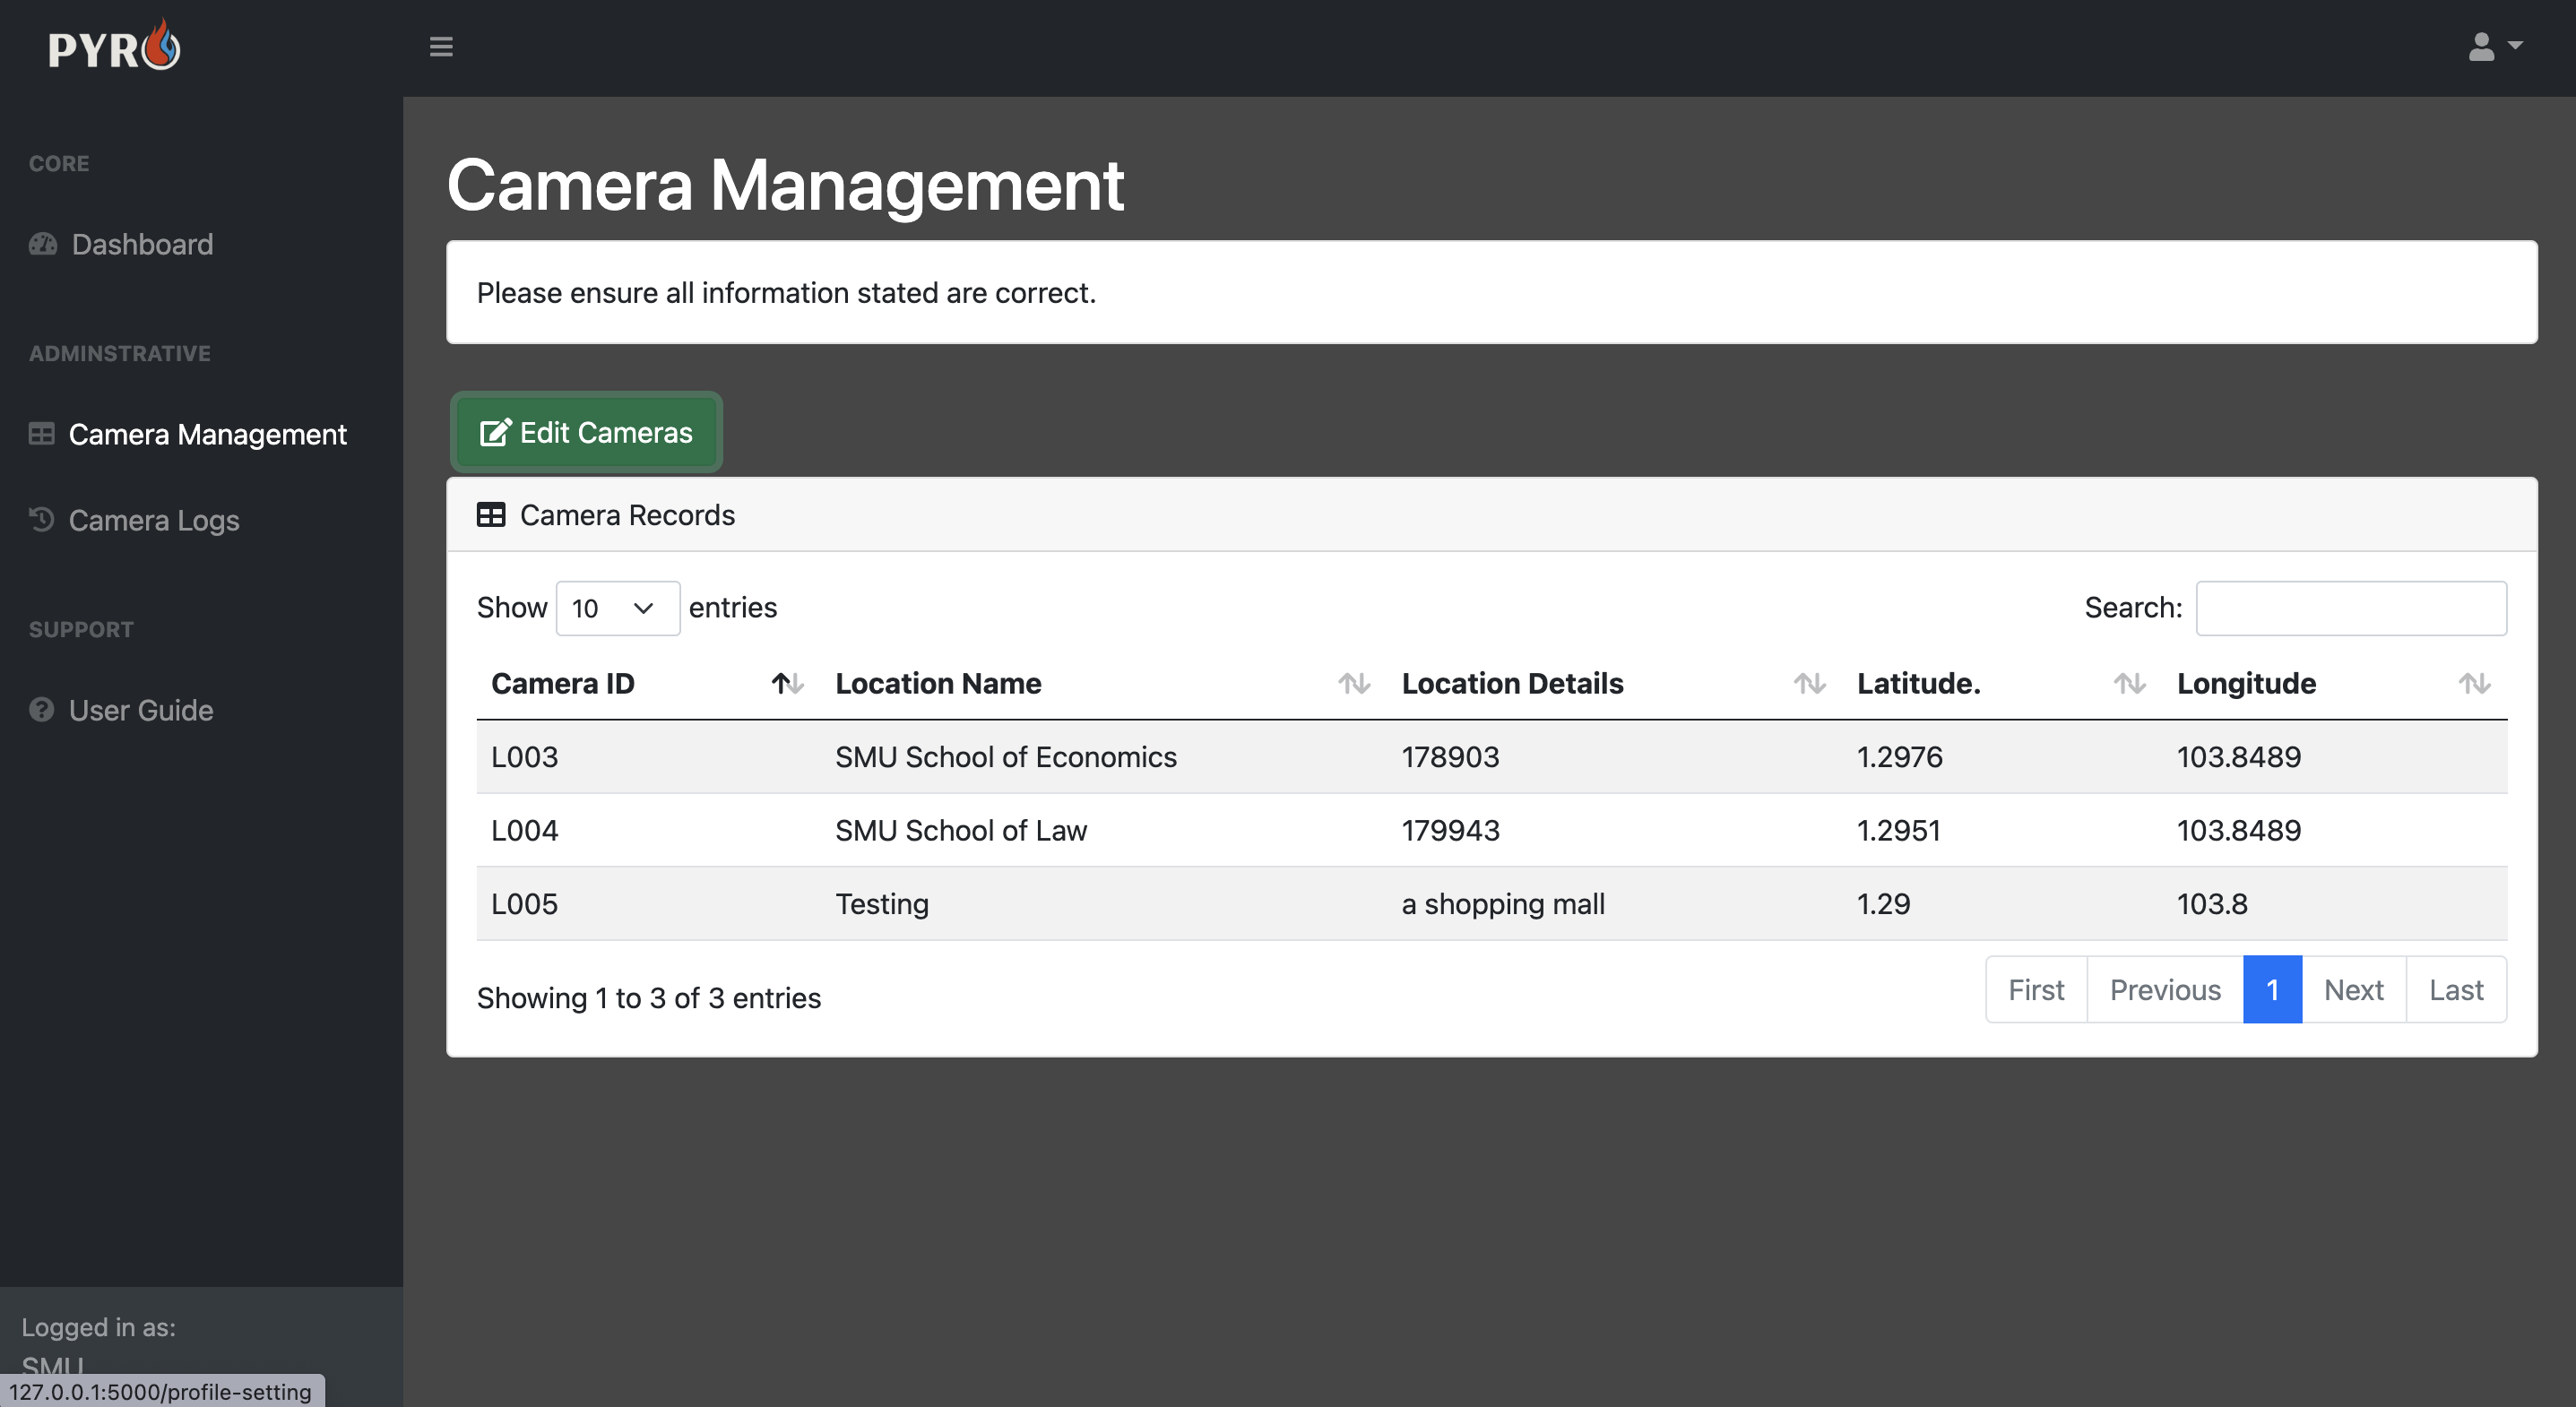 PYRO
CORE
Dashboard
ADMINSTRATIVE
Camera Management
Camera Logs
SUPPORT
User Guide
Logged in as:
SMU
127.0.0.1:5000/profile-setting
Camera Management
Please ensure all information stated are correct.
Edit Cameras
Camera Records
Show 10 entries Search:
Camera ID Location Name Location Details Latitude. Longitude
L003 SMU School of Economics 178903 1.2976 103.8489
L004 SMU School of Law 179943 1.2951 103.8489
L005 Testing a shopping mall 1.29 103.8
Showing 1 to 3 of 3 entries First Previous 1 Next Last